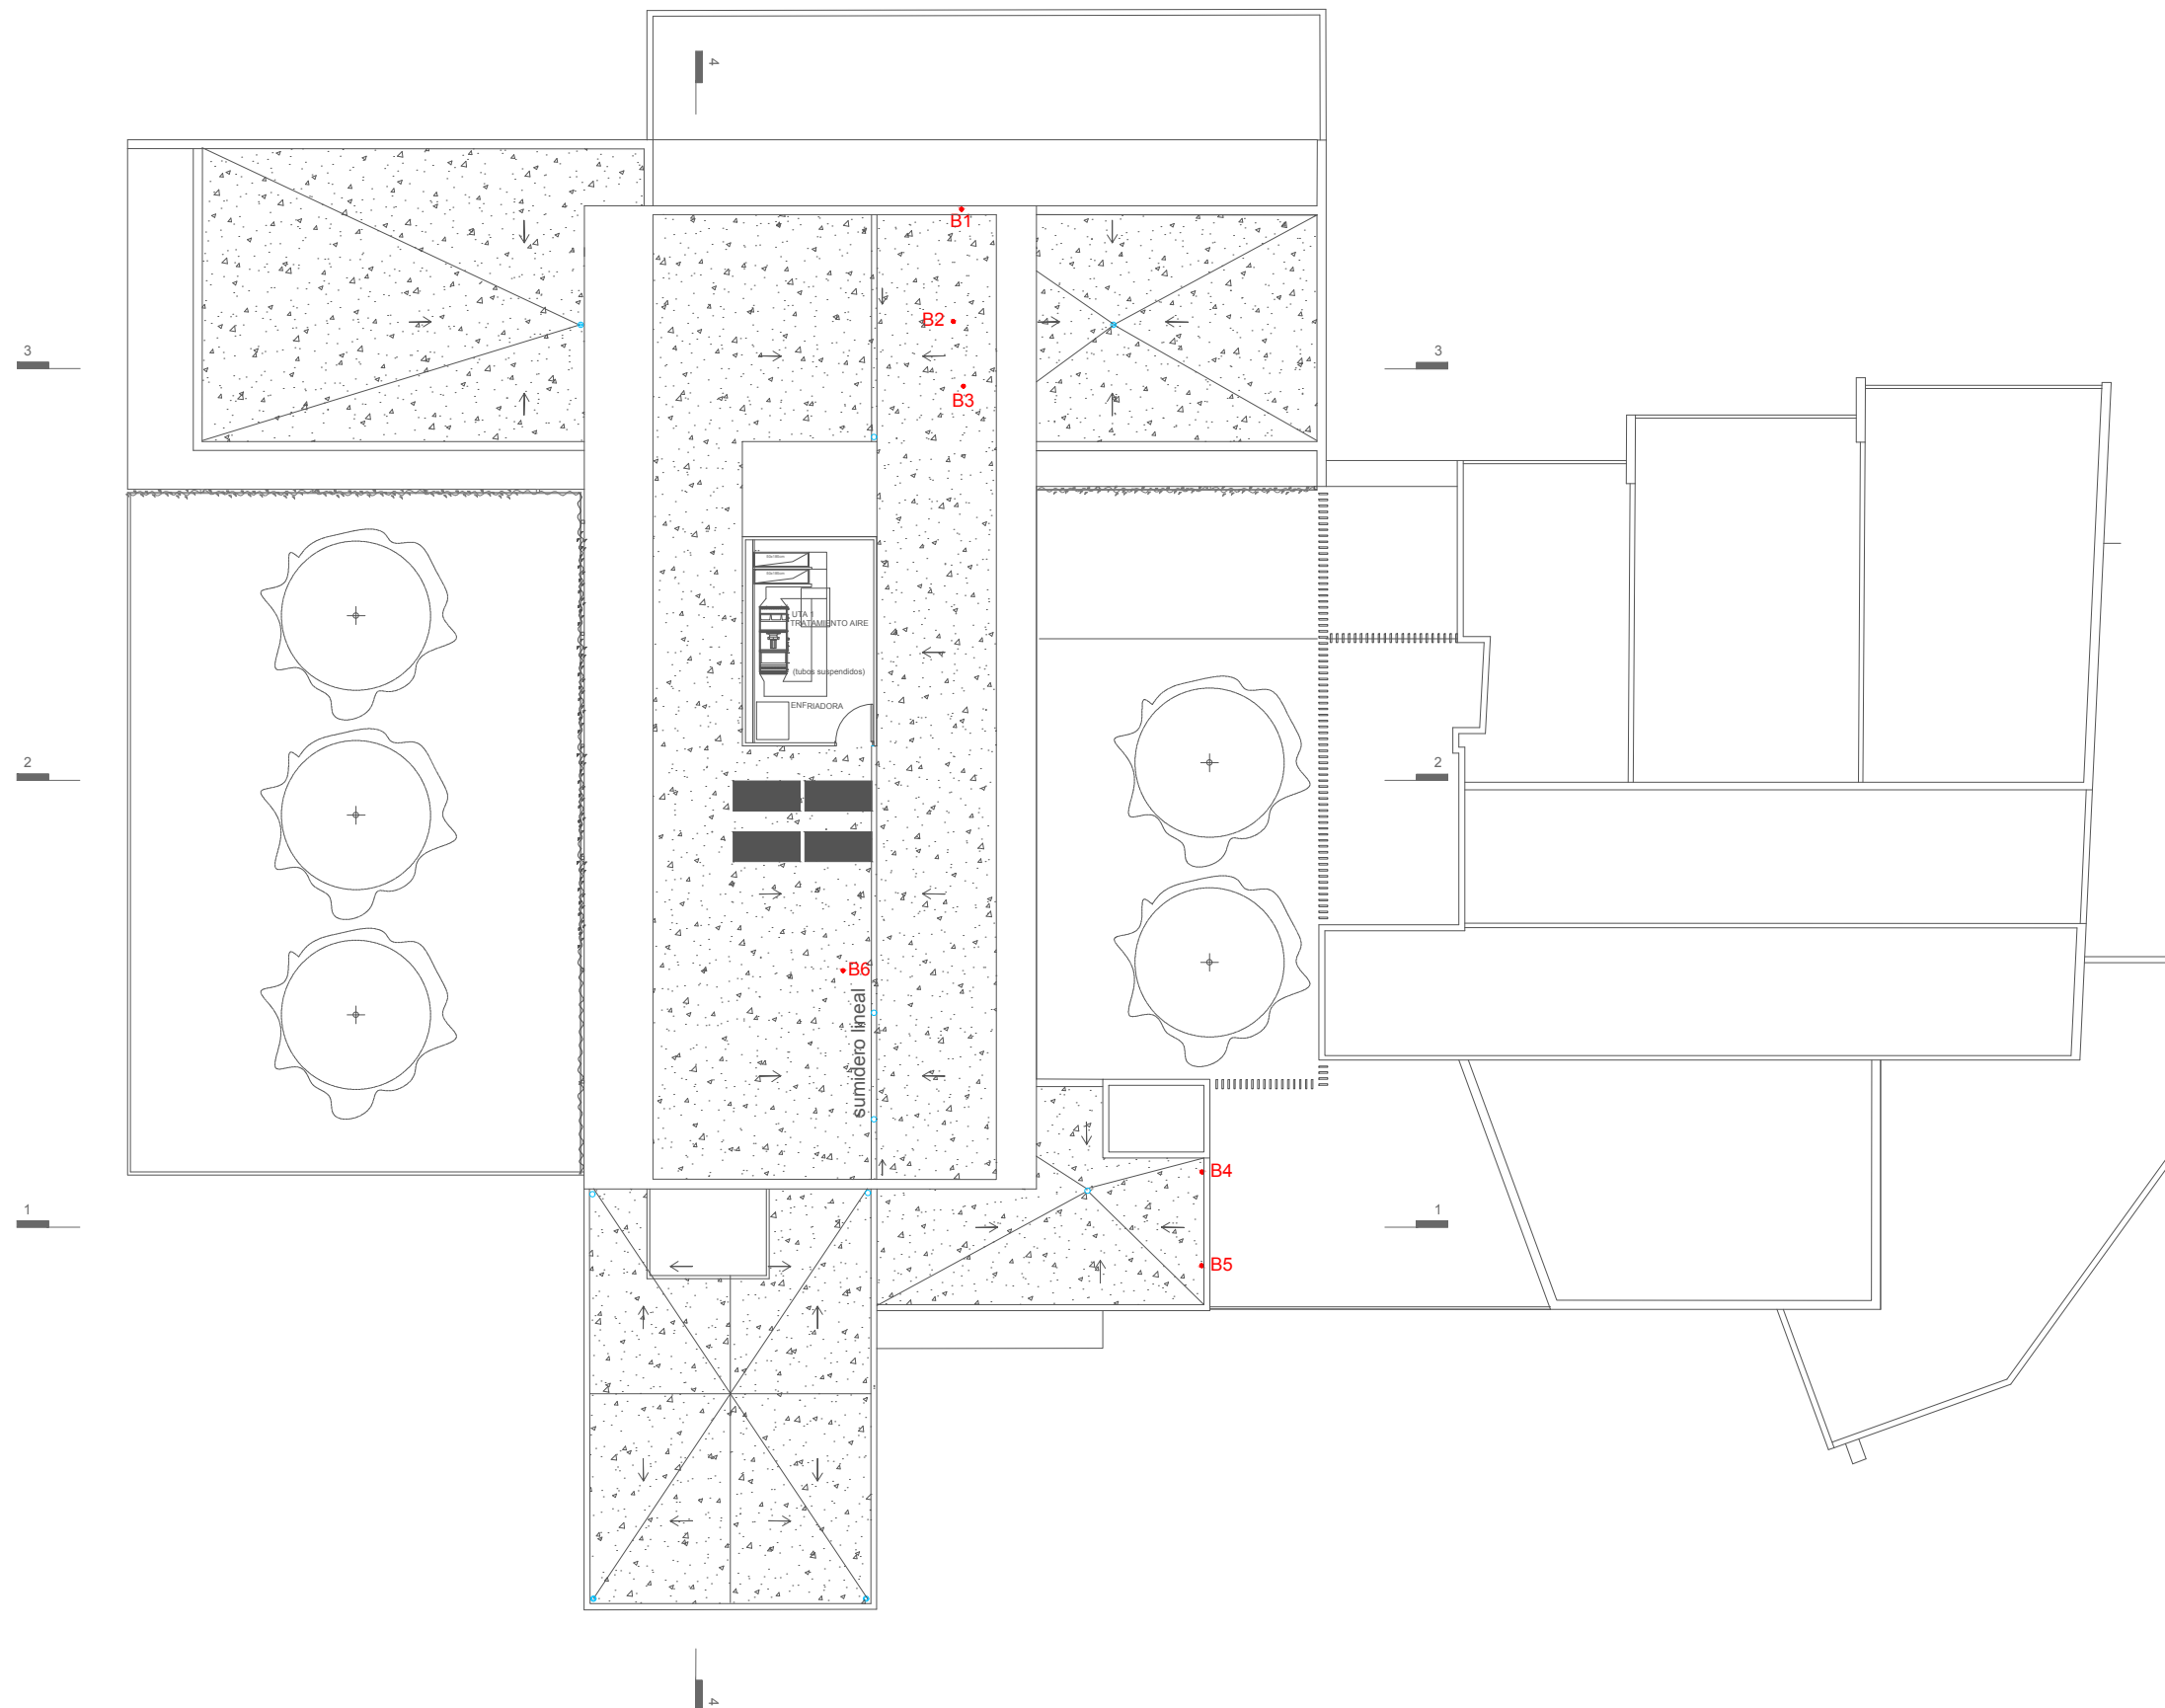 4
B1
B2
3
3
B3
UTA 1
TRATAMIENTO AIRE
(tubos suspendidos)
ENFRIADORA
2
2
B6
sumidero lineal
B4
1
1
B5
4